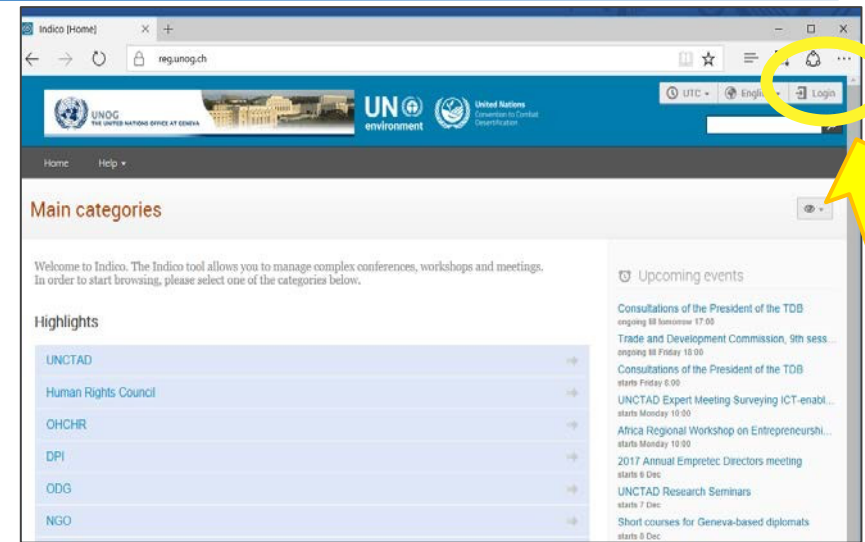 Indico [Home]
reg.unog.ch
UTC
English
Login
UNOG
THE UNITED NATIONS OFFICE AT GENEVA
UN
environment
United Nations
Convention to Combat
Desertification
Home Help
Main categories
Welcome to Indico. The Indico tool allows you to manage complex conferences, workshops and meetings.
In order to start browsing, please select one of the categories below.
Highlights
UNCTAD
Human Rights Council
OHCHR
DPI
ODG
NGO
Upcoming events
Consultations of the President of the TDB
ongoing till tomorrow 17:00
Trade and Development Commission, 9th sess...
ongoing till Friday 18:00
Consultations of the President of the TDB
starts Friday 6:00
UNCTAD Expert Meeting Surveying ICT-enabl...
starts Monday 10:00
Africa Regional Workshop on Entrepreneurshi...
starts Monday 10:00
2017 Annual Empretec Directors meeting
starts 6 Dec
UNCTAD Research Seminars
starts 7 Dec
Short courses for Geneva-based diplomats
starts 8 Dec